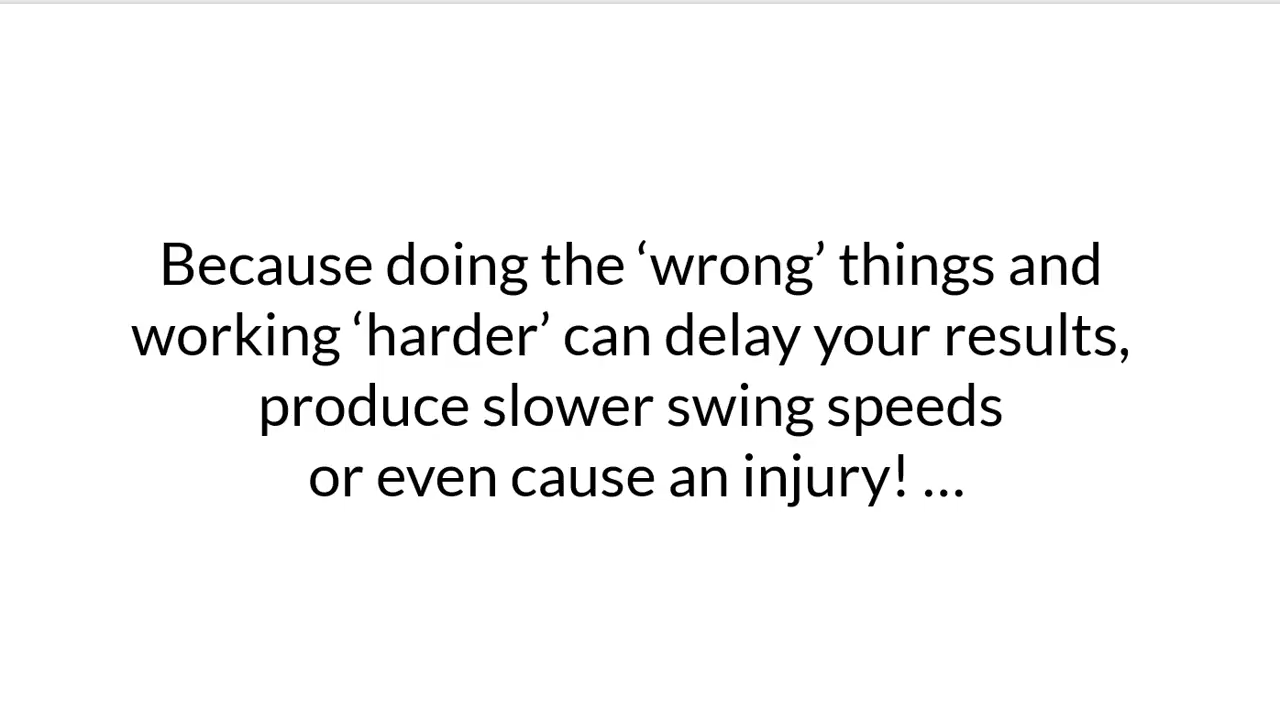 Because doing the ‘wrong’ things and
working ‘harder’ can delay your results,
produce slower swing speeds
or even cause an injury! ...